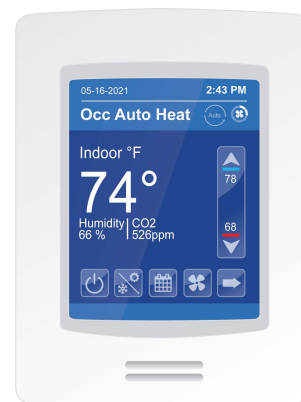 05-16-2021 2:43 PM
Occ Auto Heat Auto
Indoor °F
74°
78
Humidity CO2
66 % 526ppm
68